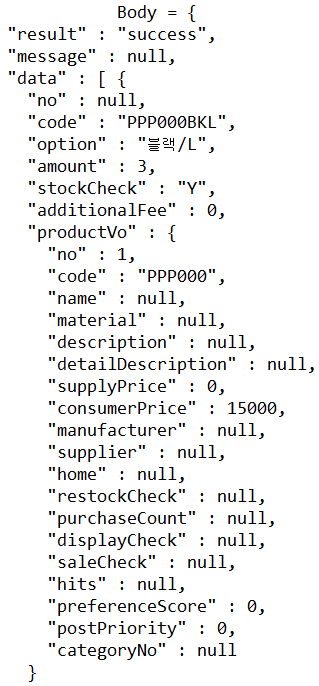 Body = {
"result" : "success",
"message" : null,
"data" : [ {
"no" : null,
"code" : "PPP000BKL",
"option" : "블랙/L",
"amount" : 3,
"stockCheck" : "Y",
"additionalFee" : 0,
"productVo" : {
"no" : 1,
"code" : "PPP000",
"name" : null,
"material" : null,
"description" : null,
"detailDescription" : null,
"supplyPrice" : 0,
"consumerPrice" : 15000,
"manufacturer" : null,
"supplier" : null,
"home" : null,
"restockCheck" : null,
"purchaseCount" : null,
"displayCheck" : null,
"saleCheck" : null,
"hits" : null,
"preferenceScore" : 0,
"postPriority" : 0,
"categoryNo" : null
}